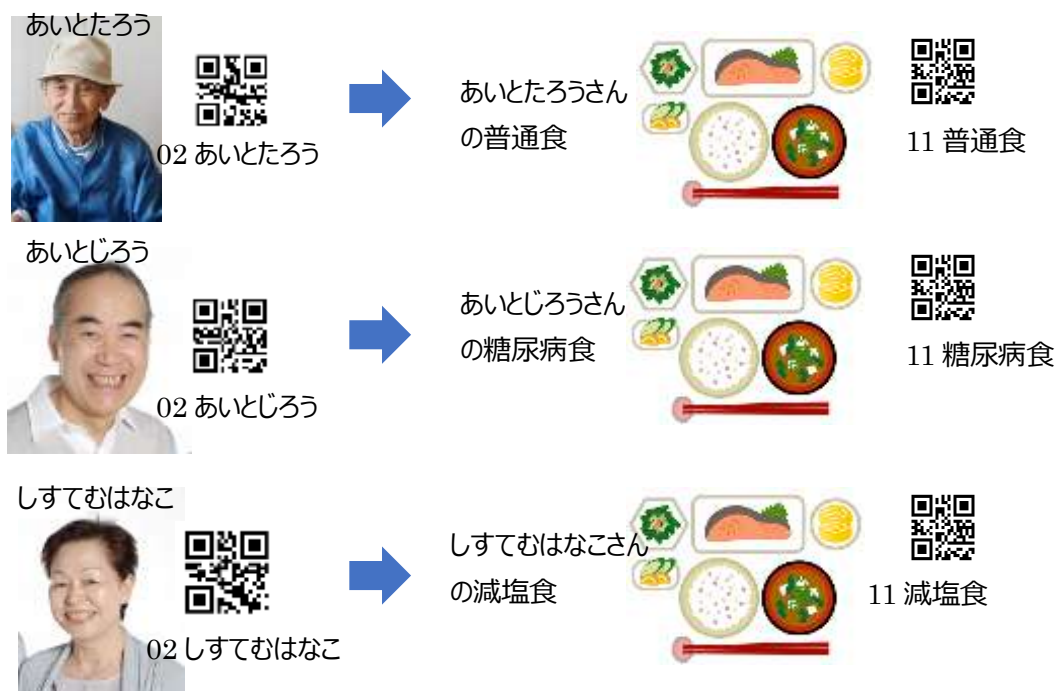 あいとたろう
02 あいとたろう
あいとたろうさん
の普通食
11 普通食
あいとじろう
02 あいとじろう
あいとじろうさん
の糖尿病食
11 糖尿病食
しすてむはなこ
02 しすてむはなこ
しすてむはなこさん
の減塩食
11 減塩食